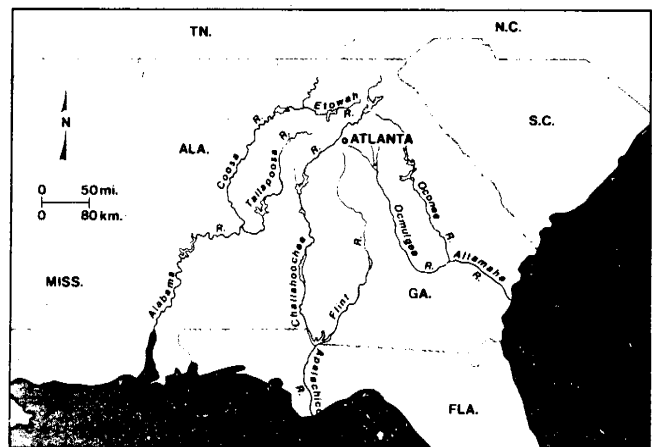 TN.
N.C.
S.C.
N
Etowah
R.
ATLANTA
ALA.
Coosa
R.
Tallapoosa
R.
R.
0 50 mi.
0 80 km.
Oconee
R.
Ocmulgee
R.
Altamaha
R.
Chattahoochee
Flint
R.
Alabama
R.
MISS.
GA.
Apalachicola
R.
FLA.